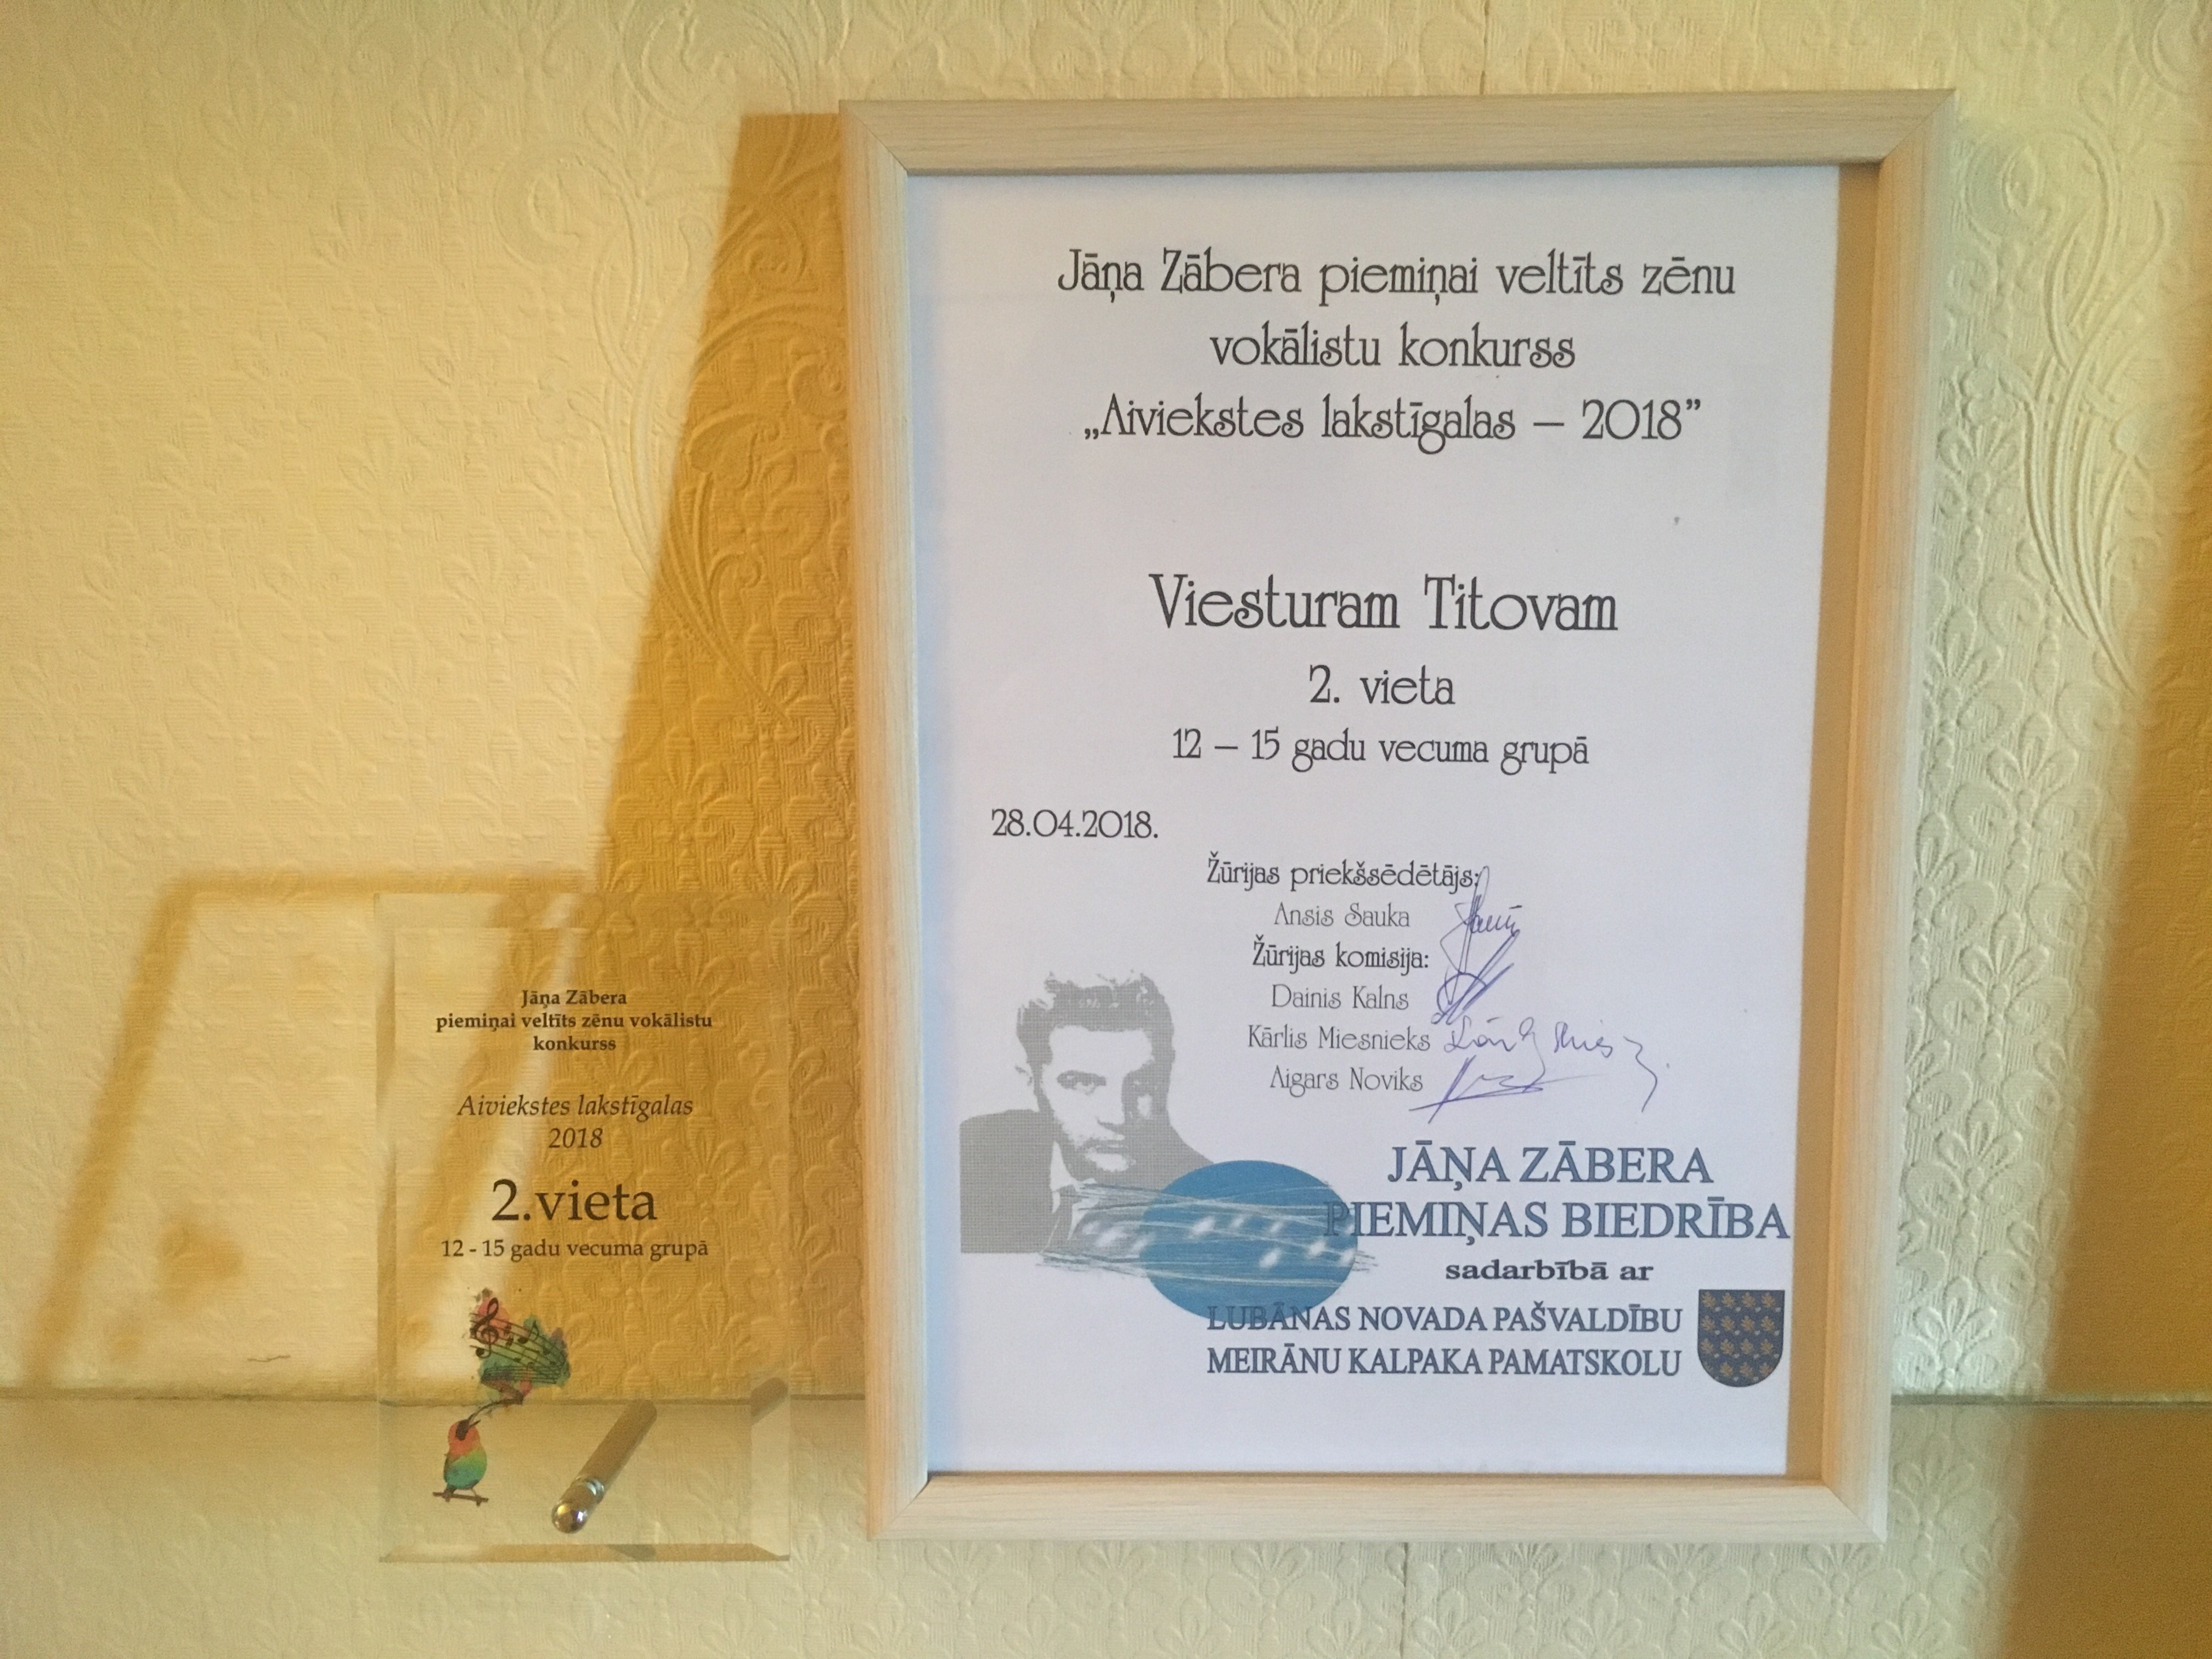 Jāņa Zābera
piemiņai veltīts zēnu vokālistu
konkurss
Aiviekstes lakstīgalas
2018
2.vieta
12 - 15 gadu vecuma grupā
Jāņa Zābera piemiņai veltīts zēnu
vokālistu konkurss
„Aiviekstes lakstīgalas – 2018”
Viesturam Titovam
2. vieta
12 – 15 gadu vecuma grupā
28.04.2018.
Žūrijas priekšsēdētājs:
Ansis Sauka
Žūrijas komisija:
Dainis Kalns
Kārlis Miesnieks
Aigars Noviks
JĀŅA ZĀBERA
PIEMIŅAS BIEDRĪBA
sadarbībā ar
LUBĀNAS NOVADA PAŠVALDĪBU
MEIRĀNU KALPAKA PAMATSKOLU